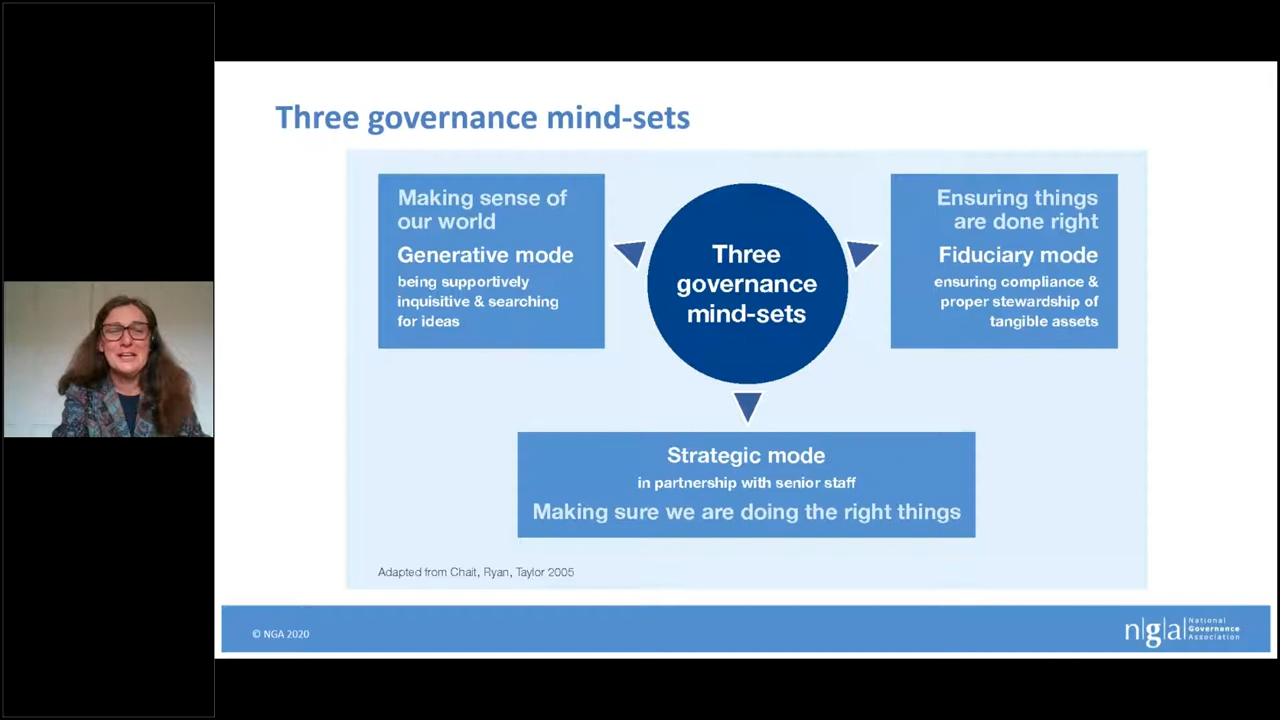 Three governance mind-sets
Making sense of
our world
Generative mode
being supportively
inquisitive & searching
for ideas
Three
governance
mind-sets
Ensuring things
are done right
Fiduciary mode
ensuring compliance &
proper stewardship of
tangible assets
Strategic mode
in partnership with senior staff
Making sure we are doing the right things
Adapted from Chait, Ryan, Taylor 2005
© NGA 2020
n|g|a|
National
Governance
Association